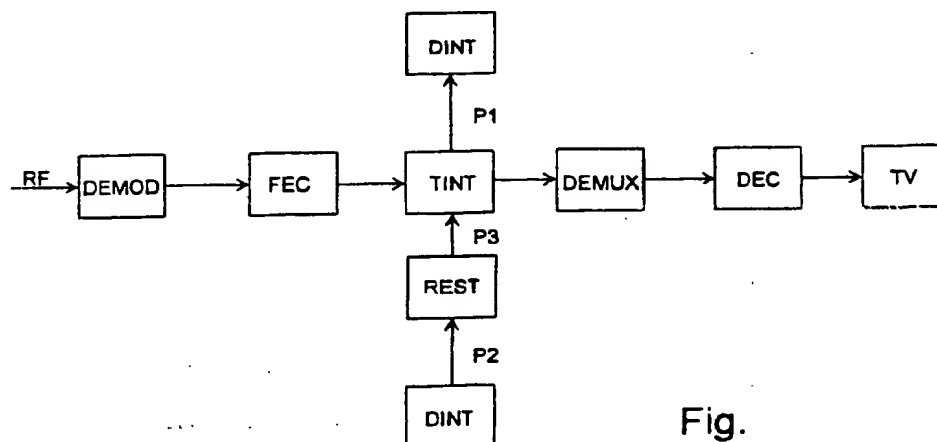 DINT
P1
RF
DEMOD
FEC
TINT
DEMUX
DEC
TV
P3
REST
P2
DINT
Fig.